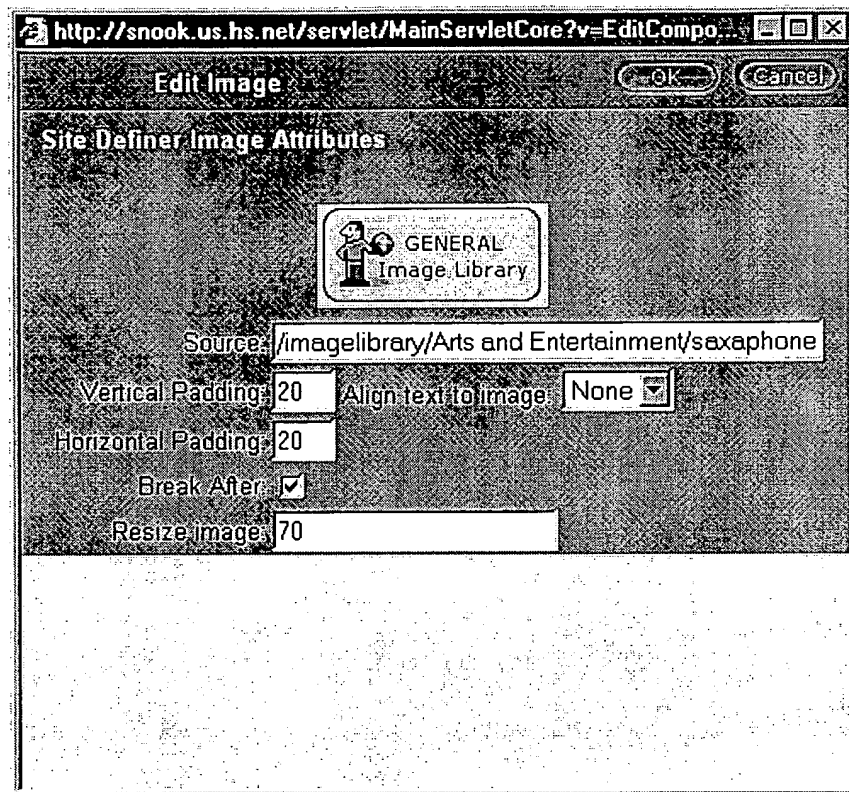 http://snook.us.hs.net/servlet/MainServletCore?v=EditCompo...
Edit Image OK Cancel
Site Definer Image Attributes
GENERAL
Image Library
Source: /imagelibrary/Arts and Entertainment/saxaphone
Vertical Padding: 20 Align text to image: None
Horizontal Padding: 20
Break After:
Resize image: 70